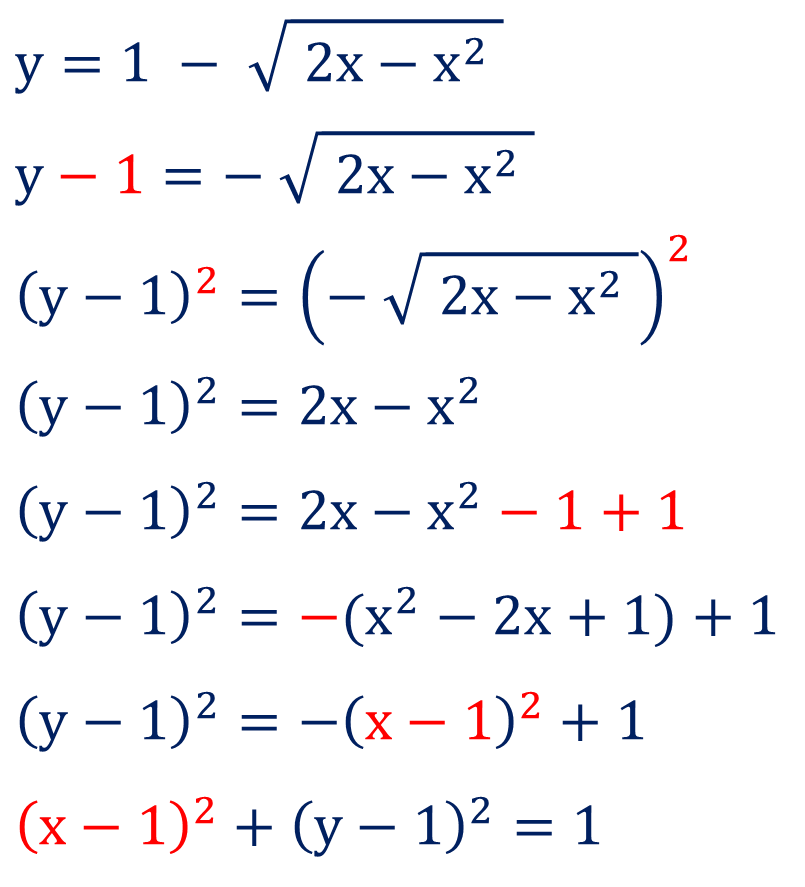 y = 1 − √(2x − x²)
y − 1 = −√(2x − x²)
(y − 1)² = (−√(2x − x²))²
(y − 1)² = 2x − x²
(y − 1)² = 2x − x² − 1 + 1
(y − 1)² = −(x² − 2x + 1) + 1
(y − 1)² = −(x − 1)² + 1
(x − 1)² + (y − 1)² = 1